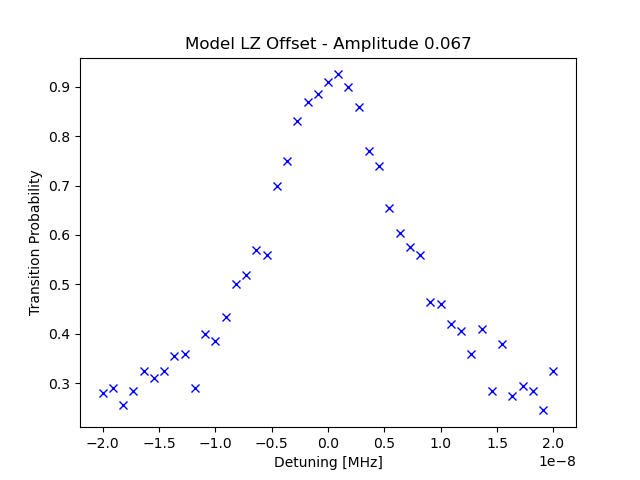 Model LZ Offset - Amplitude 0.067
Transition Probability
0.9
0.8
0.7
0.6
0.5
0.4
0.3
−2.0 −1.5 −1.0 −0.5 0.0 0.5 1.0 1.5 2.0
1e−8
Detuning [MHz]